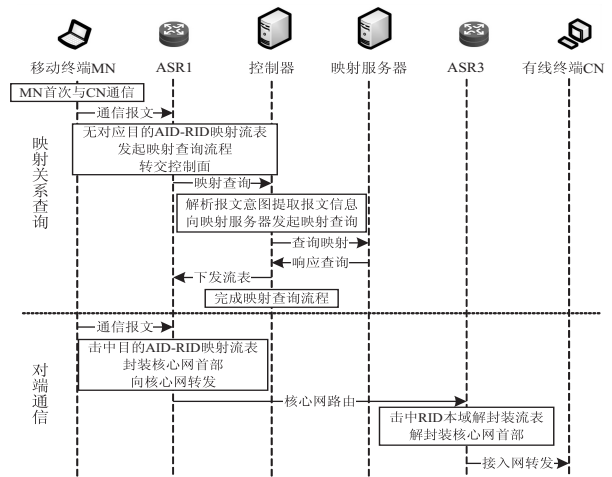 移动终端MN
ASR1
控制器
映射服务器
ASR3
有线终端CN
MN首次与CN通信
通信报文
无对应目的AID-RID映射流表
发起映射查询流程
转交控制面
映射查询
解析报文意图提取报文信息
向映射服务器发起映射查询
查询映射
响应查询
下发流表
完成映射查询流程
映射关系查询
通信报文
击中目的AID-RID映射流表
封装核心网首部
向核心网转发
核心网路由
击中RID本域解封装流表
解封装核心网首部
接入网转发
对端通信